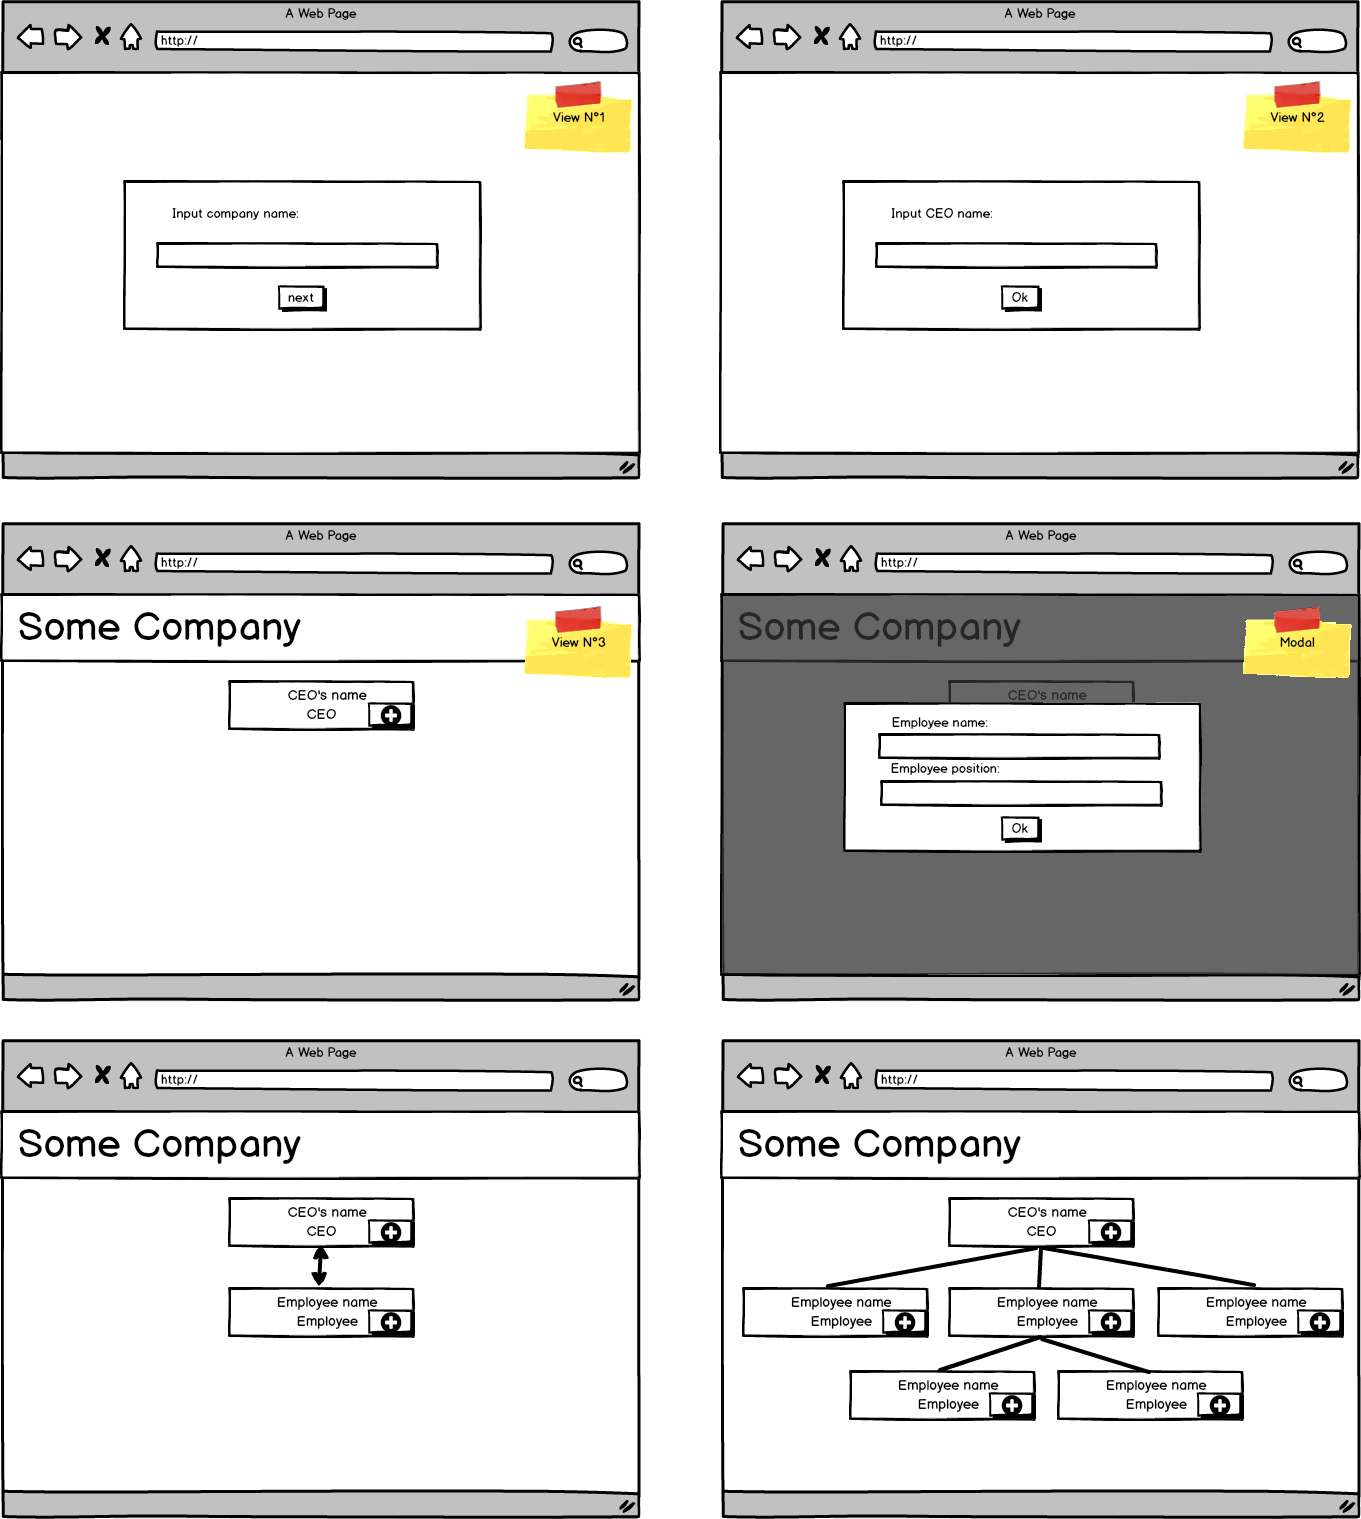 A Web Page
http://
View N°1
Input company name:
next
A Web Page
http://
View N°2
Input CEO name:
Ok
A Web Page
http://
Some Company
View N°3
CEO's name
CEO
A Web Page
http://
Some Company
Modal
CEO's name
Employee name:
Employee position:
Ok
A Web Page
http://
Some Company
CEO's name
CEO
Employee name
Employee
A Web Page
http://
Some Company
CEO's name
CEO
Employee name
Employee
Employee name
Employee
Employee name
Employee
Employee name
Employee
Employee name
Employee